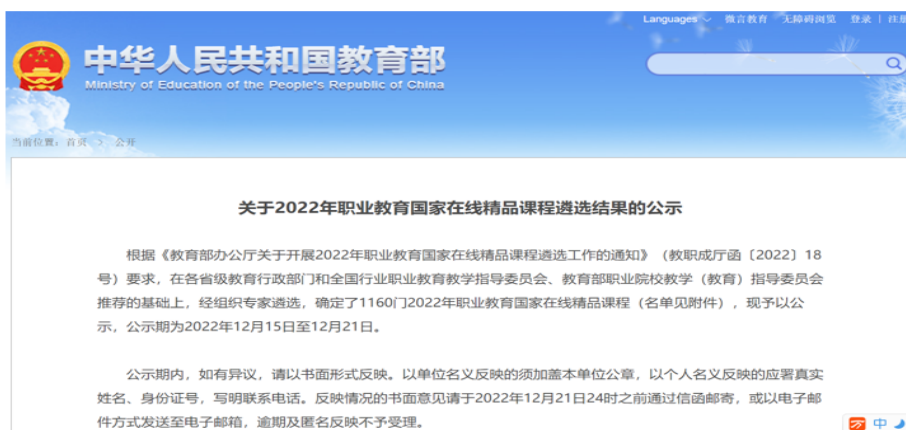 Languages 微言教育 无障碍浏览 登录 | 注册
中华人民共和国教育部
Ministry of Education of the People's Republic of China
当前位置：首页 > 公开
关于2022年职业教育国家在线精品课程遴选结果的公示
根据《教育部办公厅关于开展2022年职业教育国家在线精品课程遴选工作的通知》（教职成厅函〔2022〕18
号）要求，在各省级教育行政部门和全国行业职业教育教学指导委员会、教育部职业院校教学（教育）指导委员会
推荐的基础上，经组织专家遴选，确定了1160门2022年职业教育国家在线精品课程（名单见附件），现予以公
示，公示期为2022年12月15日至12月21日。
公示期内，如有异议，请以书面形式反映。以单位名义反映的须加盖本单位公章，以个人名义反映的应署真实
姓名、身份证号，写明联系电话。反映情况的书面意见请于2022年12月21日24时之前通过信函邮寄，或以电子邮
件方式发送至电子邮箱，逾期及匿名反映不予受理。
中